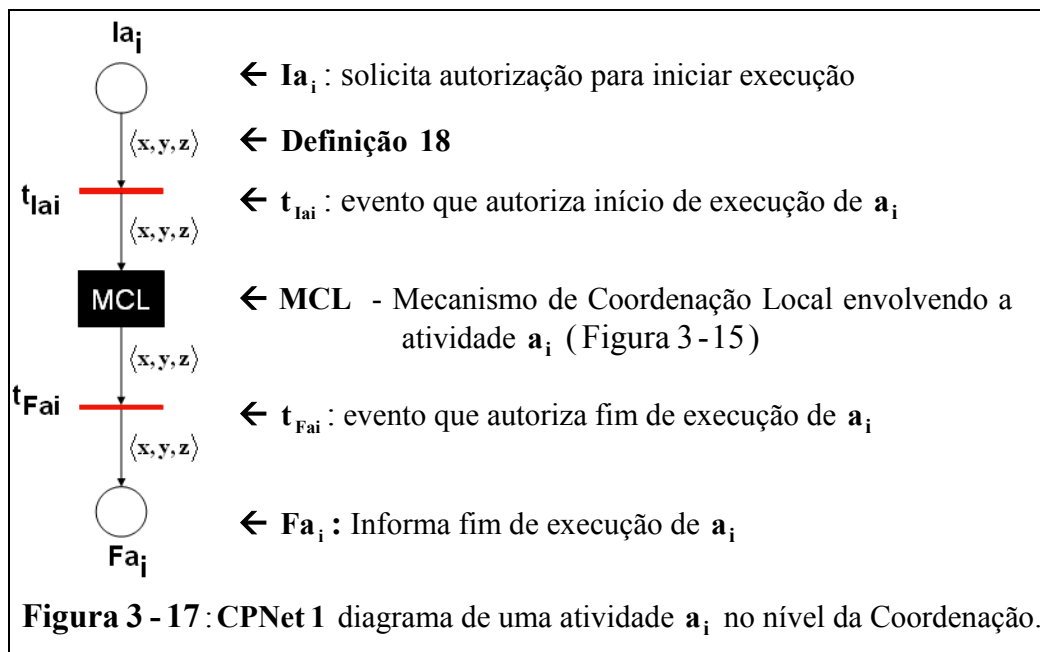 Ia_i
← Ia_i : solicita autorização para iniciar execução
⟨x, y, z⟩ ← Definição 18
t_Iai ← t_Iai : evento que autoriza início de execução de a_i
⟨x, y, z⟩
MCL ← MCL - Mecanismo de Coordenação Local envolvendo a
atividade a_i (Figura 3-15)
⟨x, y, z⟩
t_Fai ← t_Fai : evento que autoriza fim de execução de a_i
⟨x, y, z⟩
← Fa_i : Informa fim de execução de a_i
Fa_i
Figura 3 - 17 : CPNet 1 diagrama de uma atividade a_i no nível da Coordenação.